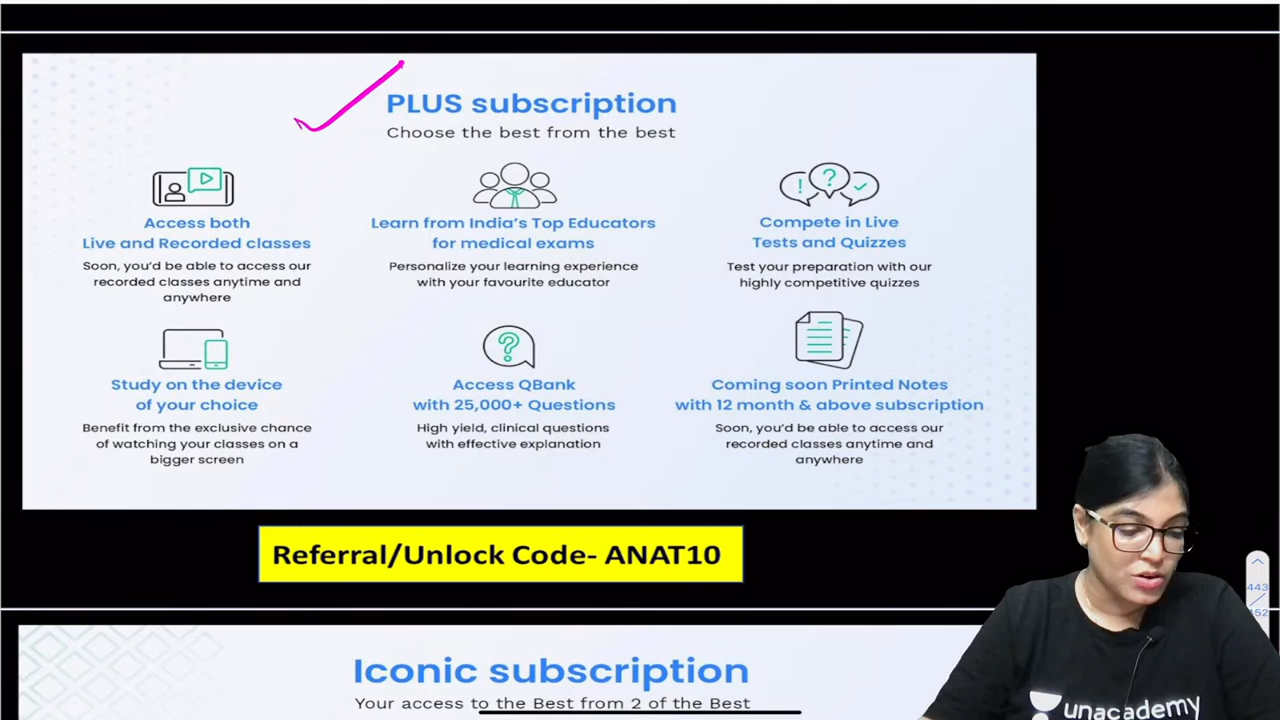 PLUS subscription
Choose the best from the best
Access both
Live and Recorded classes
Soon, you'd be able to access our
recorded classes anytime and
anywhere
Learn from India's Top Educators
for medical exams
Personalize your learning experience
with your favourite educator
Compete in Live
Tests and Quizzes
Test your preparation with our
highly competitive quizzes
Study on the device
of your choice
Benefit from the exclusive chance
of watching your classes on a
bigger screen
Access QBank
with 25,000+ Questions
High yield, clinical questions
with effective explanation
Coming soon Printed Notes
with 12 month & above subscription
Soon, you'd be able to access our
recorded classes anytime and
anywhere
Referral/Unlock Code- ANAT10
443
452
Iconic subscription
Your access to the Best from 2 of the Best
unacademy